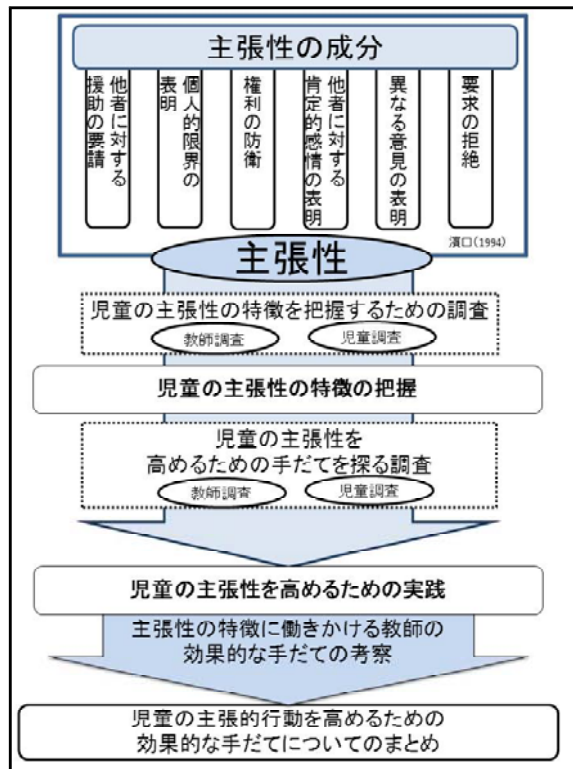 主張性の成分
他者に対する
援助の要請
個人的限界の
表明
権利の防衛
他者に対する
肯定的感情の表明
異なる意見の表明
要求の拒絶
濱口(1994)
主張性
児童の主張性の特徴を把握するための調査
教師調査
児童調査
児童の主張性の特徴の把握
児童の主張性を
高めるための手だてを探る調査
教師調査
児童調査
児童の主張性を高めるための実践
主張性の特徴に働きかける教師の
効果的な手だての考察
児童の主張的行動を高めるための
効果的な手だてについてのまとめ